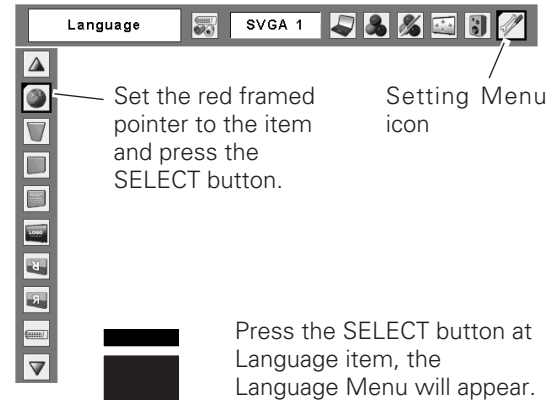 Language
SVGA 1
Set the red framed
pointer to the item
and press the
SELECT button.
Setting Menu
icon
LOGO
R
R
Press the SELECT button at
Language item, the
Language Menu will appear.